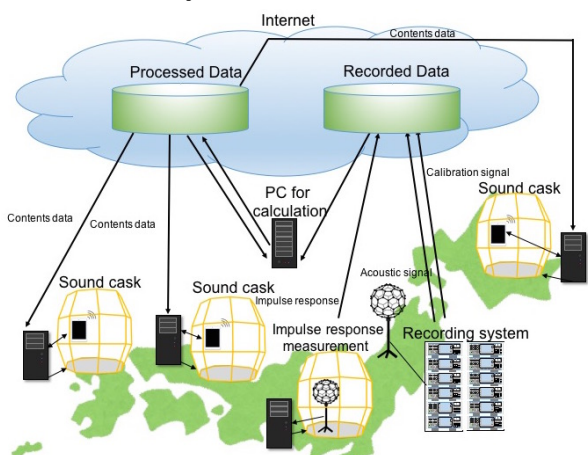 Internet
Contents data
Processed Data
Recorded Data
Calibration signal
PC for
calculation
Sound cask
Contents data
Contents data
Acoustic signal
Sound cask
Sound cask
Impulse response
Impulse response
measurement
Recording system